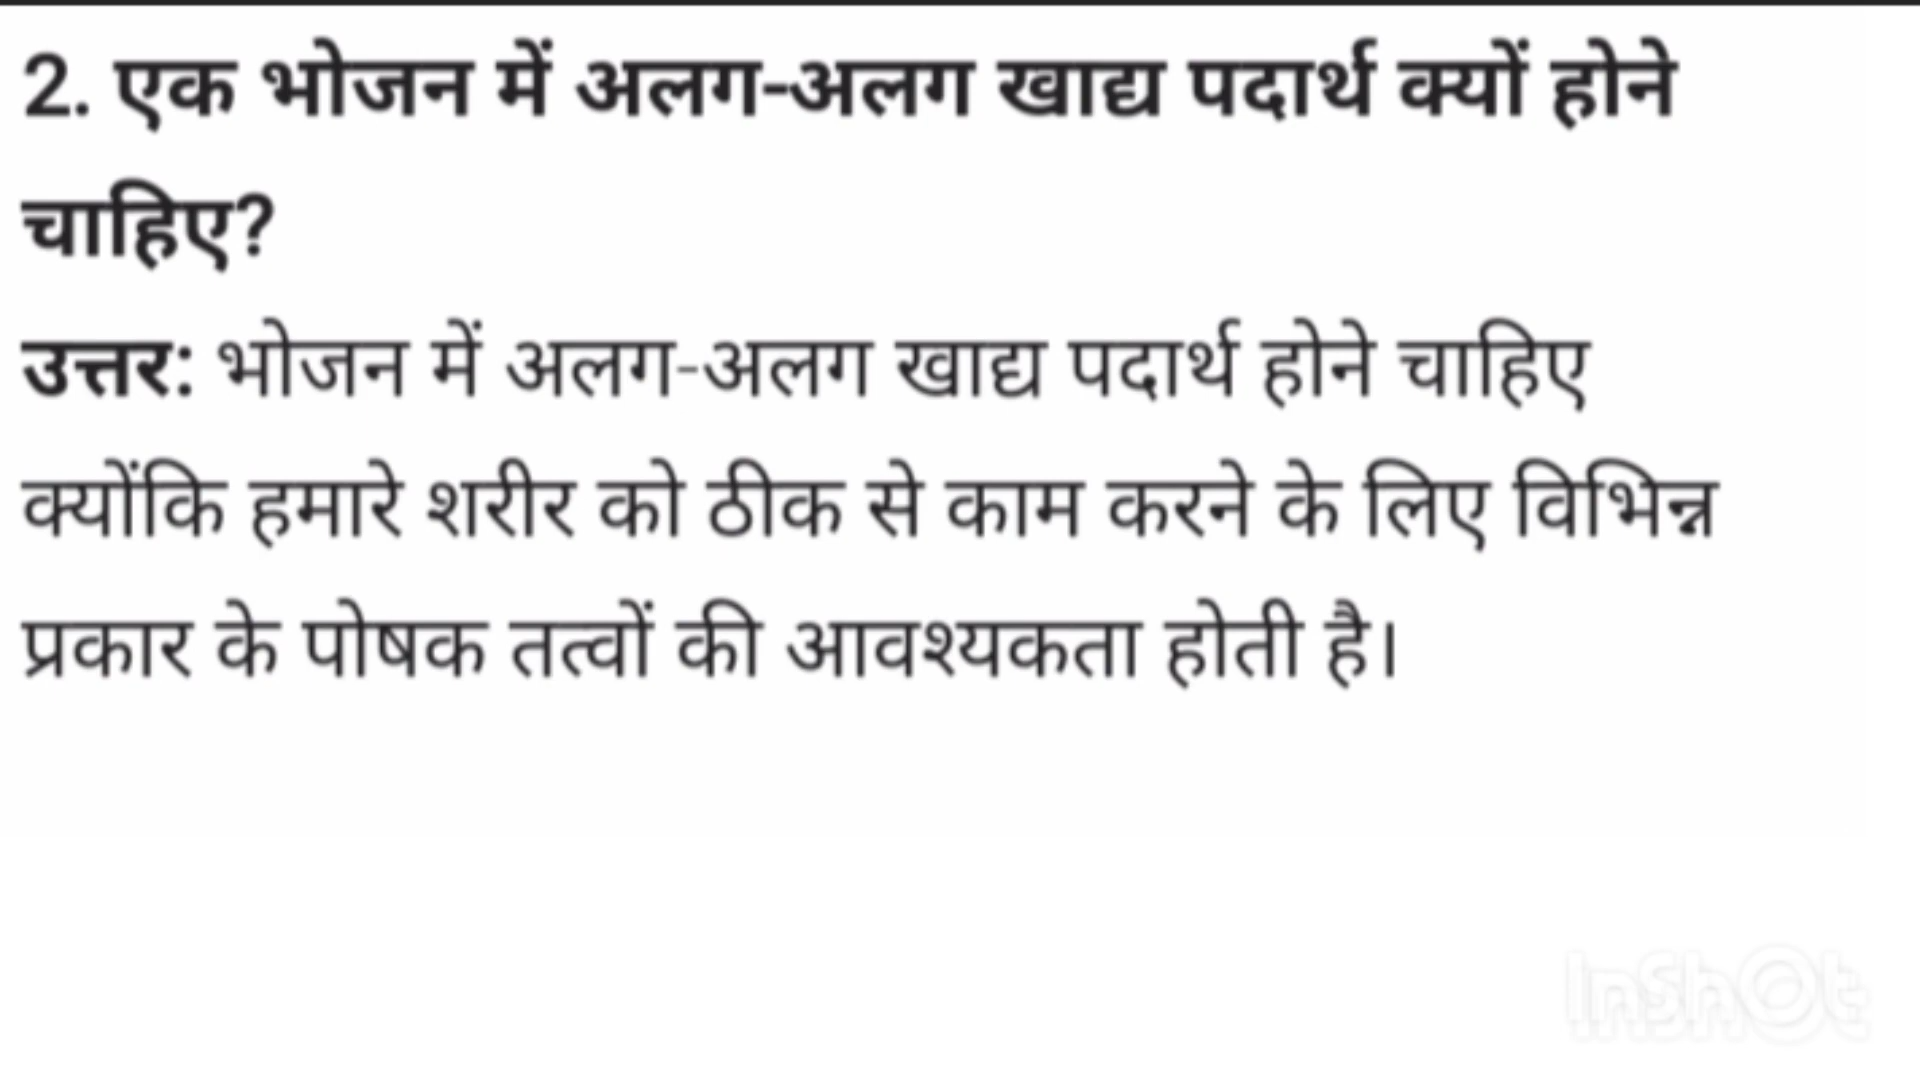 2. एक भोजन में अलग-अलग खाद्य पदार्थ क्यों होने
चाहिए?
उत्तर: भोजन में अलग-अलग खाद्य पदार्थ होने चाहिए
क्योंकि हमारे शरीर को ठीक से काम करने के लिए विभिन्न
प्रकार के पोषक तत्वों की आवश्यकता होती है।
InShOt